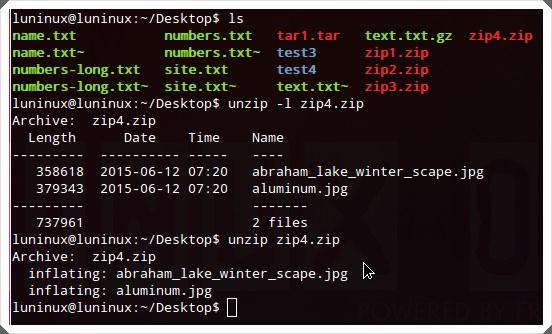 luninux@luninux:~/Desktop$ ls
name.txt numbers.txt tar1.tar text.txt.gz zip4.zip
name.txt~ numbers.txt~ test3 zip1.zip
numbers-long.txt site.txt test4 zip2.zip
numbers-long.txt~ site.txt~ text.txt~ zip3.zip
luninux@luninux:~/Desktop$ unzip -l zip4.zip
Archive:  zip4.zip
  Length      Date    Time    Name
---------  ---------- -----   ----
   358618  2015-06-12 07:20   abraham_lake_winter_scape.jpg
   379343  2015-06-12 07:20   aluminum.jpg
---------                     -------
   737961                     2 files
luninux@luninux:~/Desktop$ unzip zip4.zip
Archive:  zip4.zip
  inflating: abraham_lake_winter_scape.jpg
  inflating: aluminum.jpg
luninux@luninux:~/Desktop$
POWERED BY FR